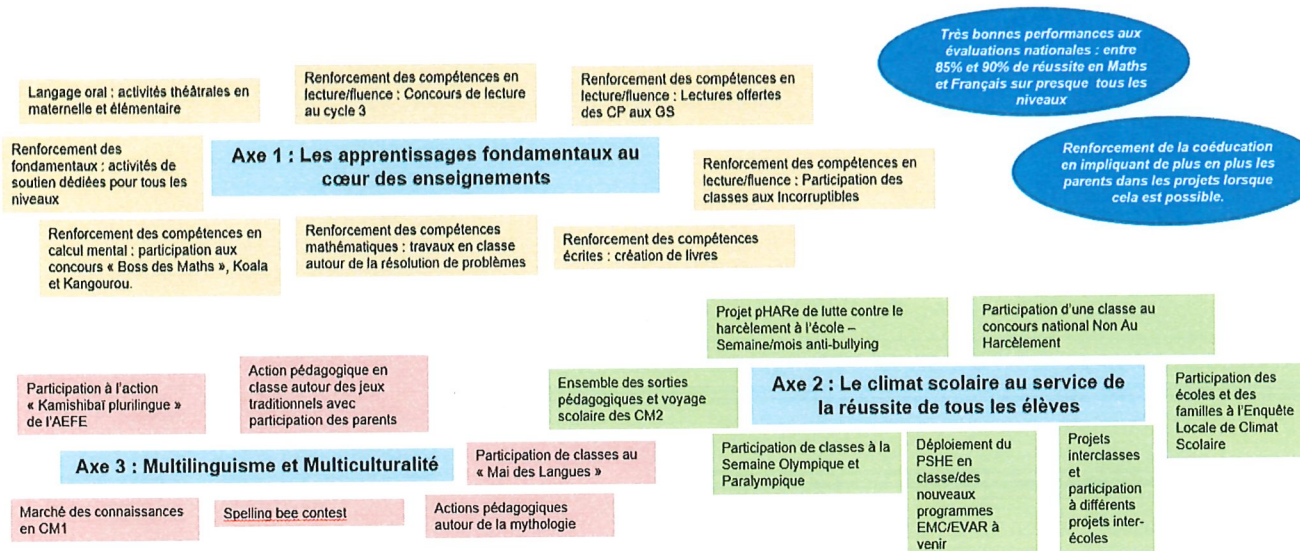 Très bonnes performances aux
évaluations nationales : entre
85% et 90% de réussite en Maths
et Français sur presque tous les
niveaux
Langage oral : activités théâtrales en
maternelle et élémentaire
Renforcement des compétences en
lecture/fluence : Concours de lecture
au cycle 3
Renforcement des compétences en
lecture/fluence : Lectures offertes
des CP aux GS
Renforcement des
fondamentaux : activités de
soutien dédiées pour tous les
niveaux
Axe 1 : Les apprentissages fondamentaux au
cœur des enseignements
Renforcement des compétences en
lecture/fluence : Participation des
classes aux Incorruptibles
Renforcement de la coéducation
en impliquant de plus en plus les
parents dans les projets lorsque
cela est possible.
Renforcement des compétences en
calcul mental : participation aux
concours « Boss des Maths », Koala
et Kangourou.
Renforcement des compétences
mathématiques : travaux en classe
autour de la résolution de problèmes
Renforcement des compétences
écrites : création de livres
Projet pHARe de lutte contre le
harcèlement à l'école –
Semaine/mois anti-bullying
Participation d'une classe au
concours national Non Au
Harcèlement
Participation à l'action
« Kamishibaï plurilingue »
de l'AEFE
Action pédagogique en
classe autour des jeux
traditionnels avec
participation des parents
Ensemble des sorties
pédagogiques et voyage
scolaire des CM2
Axe 2 : Le climat scolaire au service de
la réussite de tous les élèves
Participation des
écoles et des
familles à l'Enquête
Locale de Climat
Scolaire
Axe 3 : Multilinguisme et Multiculturalité
Participation de classes au
« Mai des Langues »
Participation de classes à la
Semaine Olympique et
Paralympique
Déploiement du
PSHE en
classe/des
nouveaux
programmes
EMC/EVAR à
venir
Projets
interclasses
et
participation
à différents
projets inter-
écoles
Marché des connaissances
en CM1
Spelling bee contest
Actions pédagogiques
autour de la mythologie